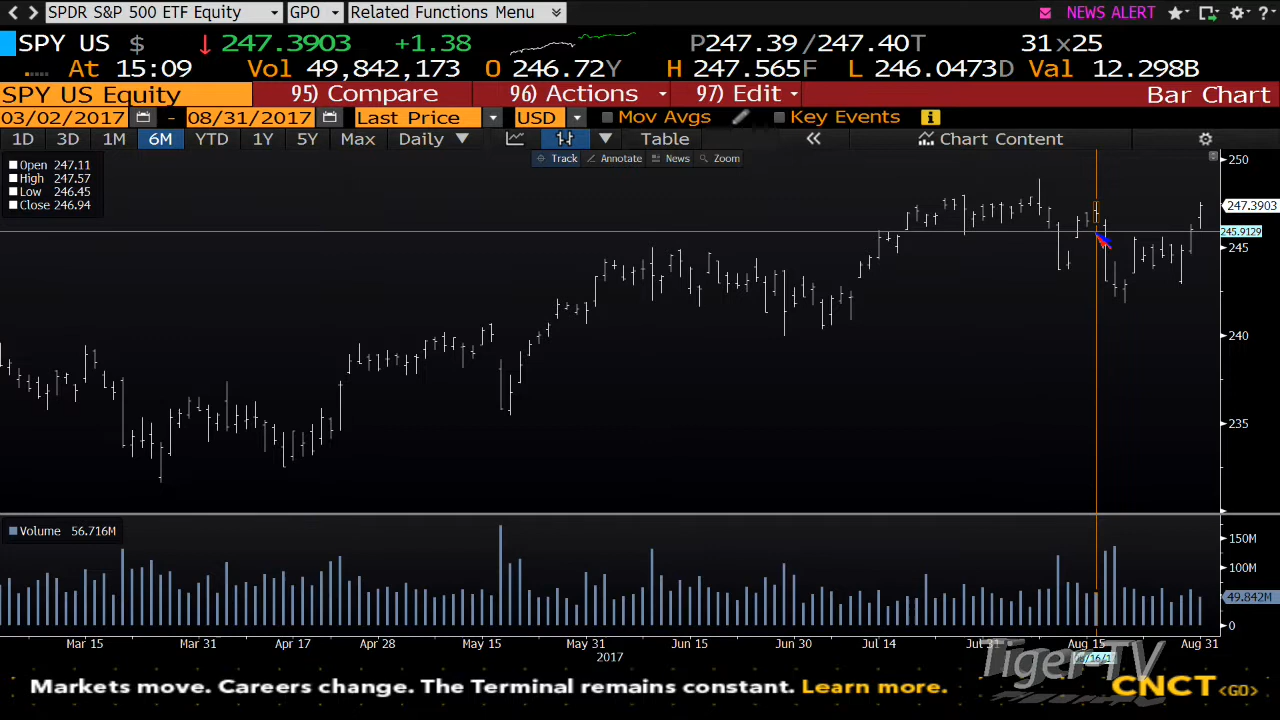 SPDR S&P 500 ETF Equity GPO Related Functions Menu NEWS ALERT ?
SPY US $ ↓ 247.3903 +1.38 P247.39 /247.40T 31x25
At 15:09 Vol 49,842,173 O 246.72Y H 247.565F L 246.0473D Val 12.298B
SPY US Equity 95) Compare 96) Actions 97) Edit Bar Chart
03/02/2017 - 08/31/2017 Last Price USD Mov Avgs Key Events i
1D 3D 1M 6M YTD 1Y 5Y Max Daily Table « Chart Content
Track Annotate News Zoom
Open 247.11
High 247.57
Low 246.45
Close 246.94
250
247.3903
245.9129
245
240
235
Volume 56.716M
150M
100M
49.842M
0
Mar 15 Mar 31 Apr 17 Apr 28 May 15 May 31 Jun 15 Jun 30 Jul 14 Jul 31 Aug 15 Aug 31
2017
Tiger-TV
Markets move. Careers change. The Terminal remains constant. Learn more. CNCT <GO>